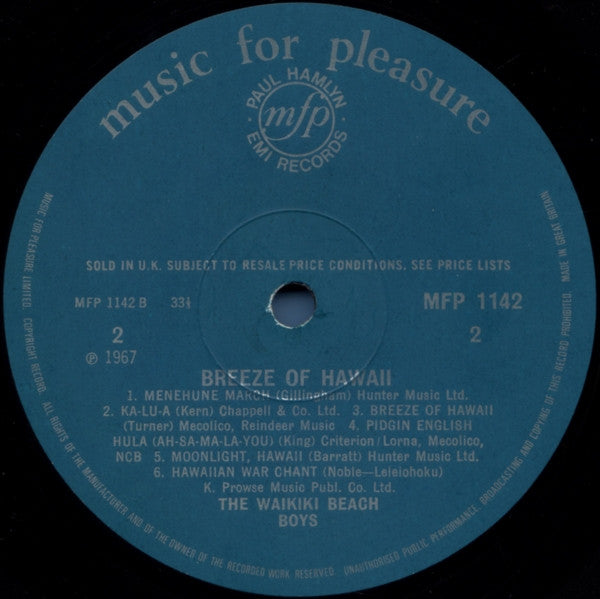 music for pleasure
PAUL HAMLYN
mfp
EMI RECORDS
SOLD IN U.K. SUBJECT TO RESALE PRICE CONDITIONS. SEE PRICE LISTS
MFP 1142 B 33⅓ MFP 1142
2 2
Ⓟ 1967
BREEZE OF HAWAII
1. MENEHUNE MARCH (Gillingham) Hunter Music Ltd.
2. KA-LU-A (Kern) Chappell & Co. Ltd. 3. BREEZE OF HAWAII
(Turner) Mecolico, Reindeer Music 4. PIDGIN ENGLISH
HULA (AH-SA-MA-LA-YOU) (King) Criterion/Lorna, Mecolico,
NCB 5. MOONLIGHT, HAWAII (Barratt) Hunter Music Ltd.
6. HAWAIIAN WAR CHANT (Noble—Leleiohoku)
K. Prowse Music Publ. Co. Ltd.
THE WAIKIKI BEACH
BOYS
MUSIC FOR PLEASURE LIMITED. COPYRIGHT RECORD. ALL RIGHTS OF THE MANUFACTURER AND OF THE OWNER OF THE RECORDED WORK RESERVED. UNAUTHORISED PUBLIC PERFORMANCE, BROADCASTING AND COPYING OF THIS RECORD PROHIBITED. MADE IN GREAT BRITAIN